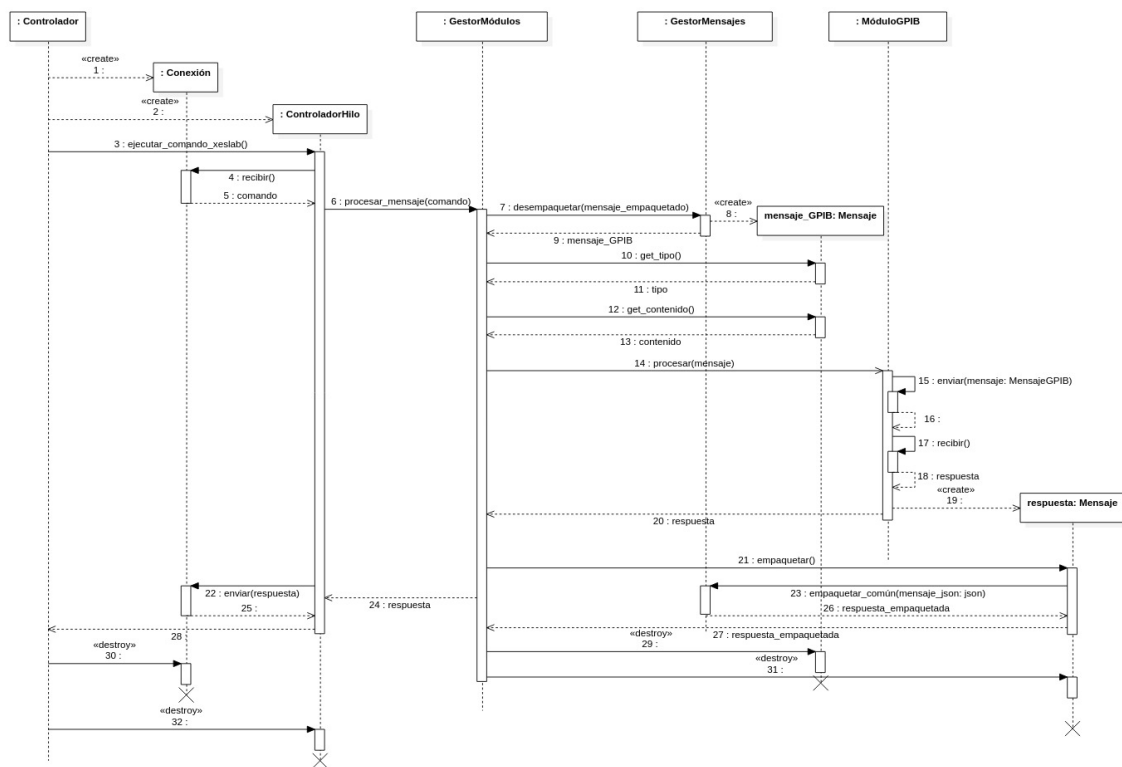 : Controlador
: GestorMódulos
: GestorMensajes
: MóduloGPIB
«create»
1 :
: Conexión
«create»
2 :
: ControladorHilo
3 : ejecutar_comando_xeslab()
4 : recibir()
5 : comando
6 : procesar_mensaje(comando)
7 : desempaquetar(mensaje_empaquetado)
«create»
8 :
mensaje_GPIB: Mensaje
9 : mensaje_GPIB
10 : get_tipo()
11 : tipo
12 : get_contenido()
13 : contenido
14 : procesar(mensaje)
15 : enviar(mensaje: MensajeGPIB)
16 :
17 : recibir()
18 : respuesta
«create»
19 :
respuesta: Mensaje
20 : respuesta
21 : empaquetar()
22 : enviar(respuesta)
23 : empaquetar_común(mensaje_json: json)
24 : respuesta
25 :
26 : respuesta_empaquetada
28 :
27 : respuesta_empaquetada
«destroy»
29 :
«destroy»
30 :
«destroy»
31 :
«destroy»
32 :